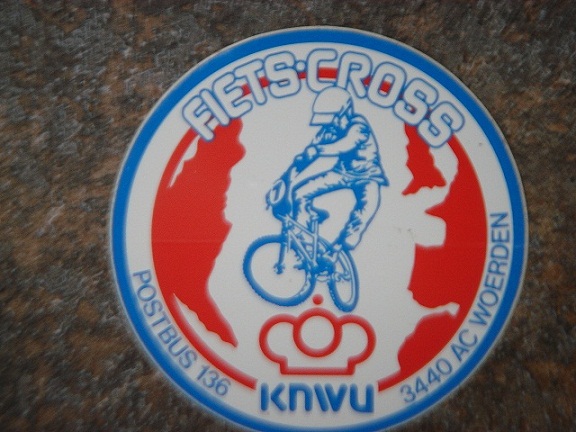 FIETS·CROSS
POSTBUS 136
KNWU
3440 AC WOERDEN